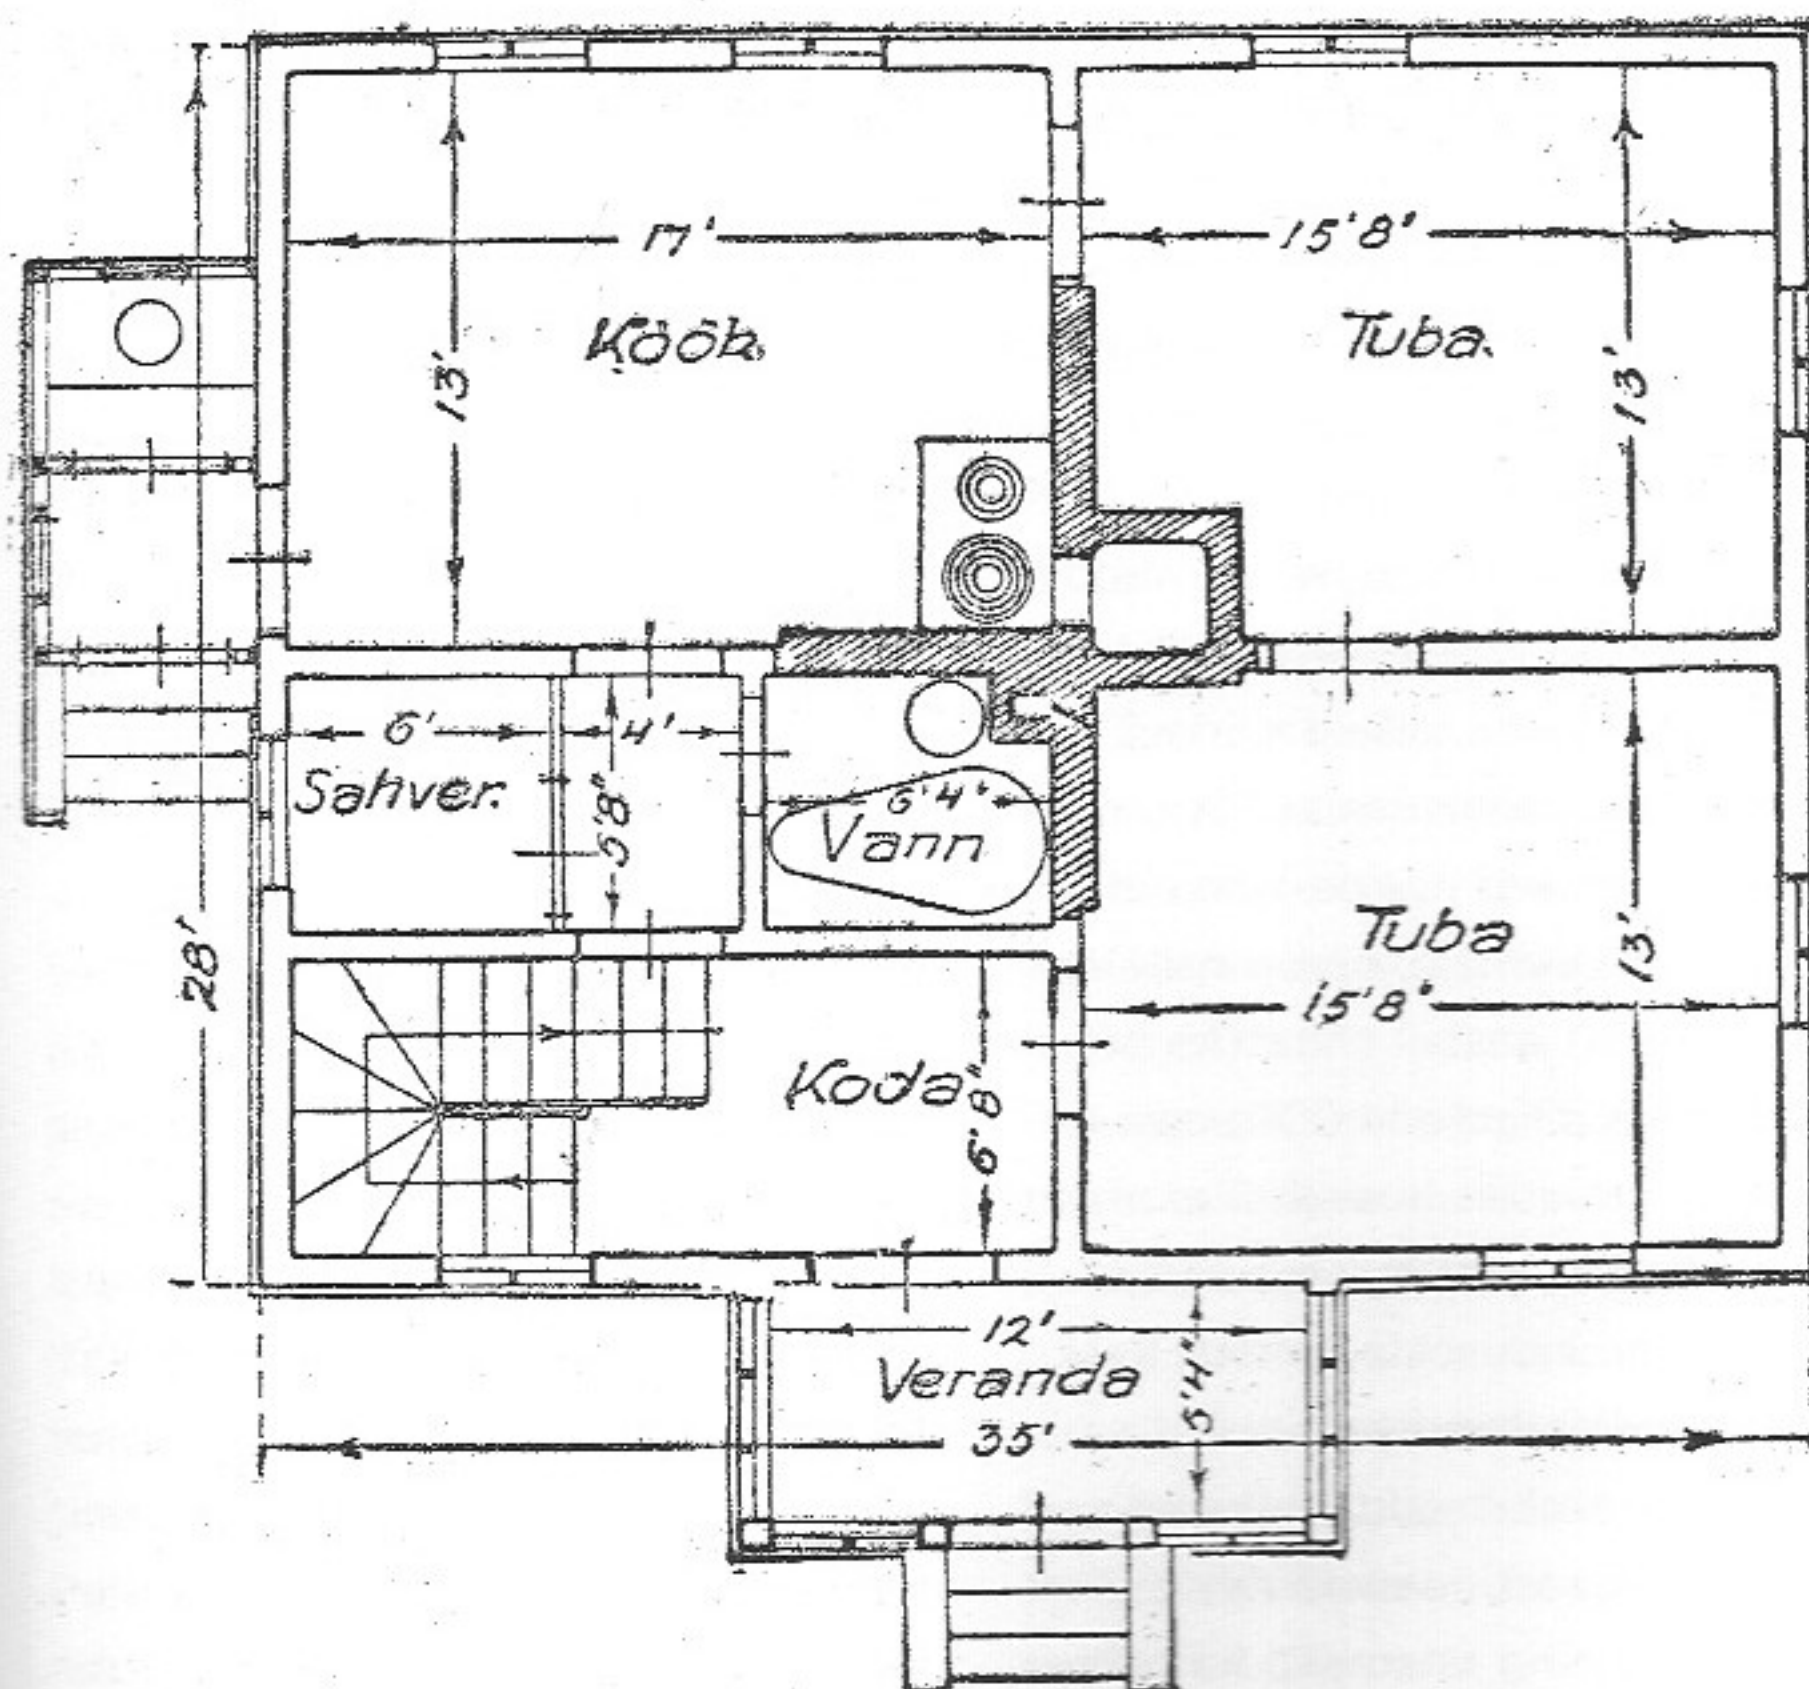 17'
15'8"
Köök.
Tuba.
13'
13'
6'
4'
Sahver.
5'8"
6'4"
Vann
Tuba
13'
15'8"
28'
Koda
6'8"
12'
Veranda
5'4"
35'